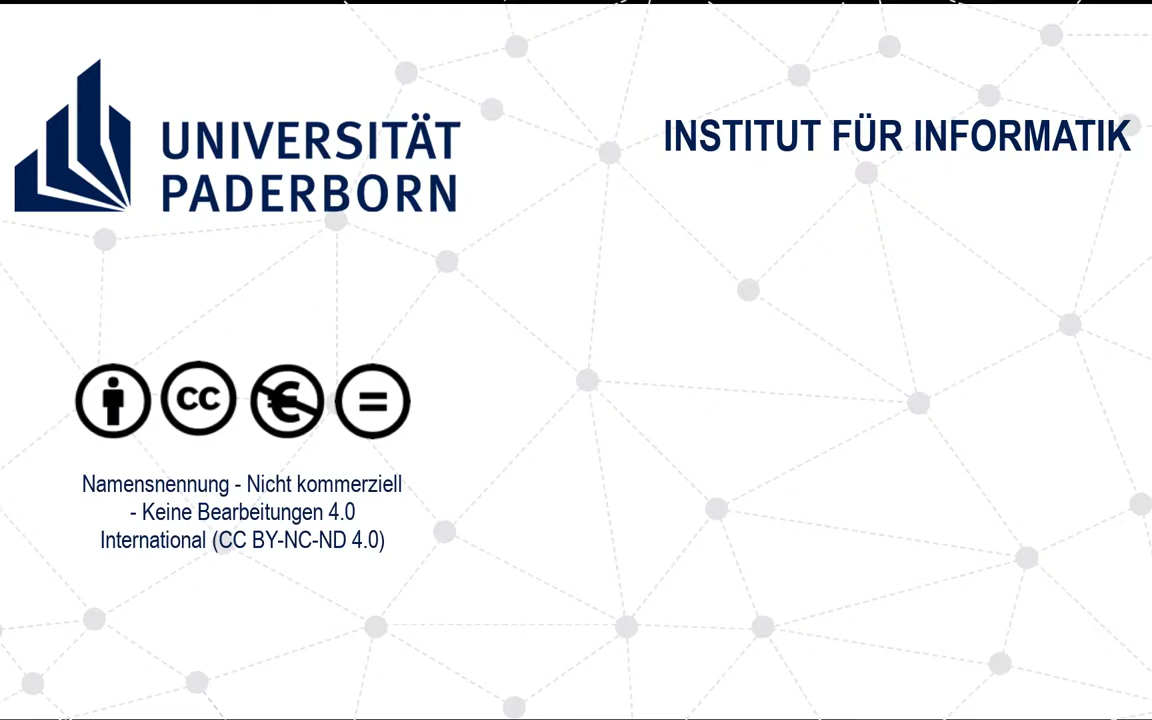 UNIVERSITÄT
PADERBORN
INSTITUT FÜR INFORMATIK
CC
€
=
Namensnennung - Nicht kommerziell
- Keine Bearbeitungen 4.0
International (CC BY-NC-ND 4.0)